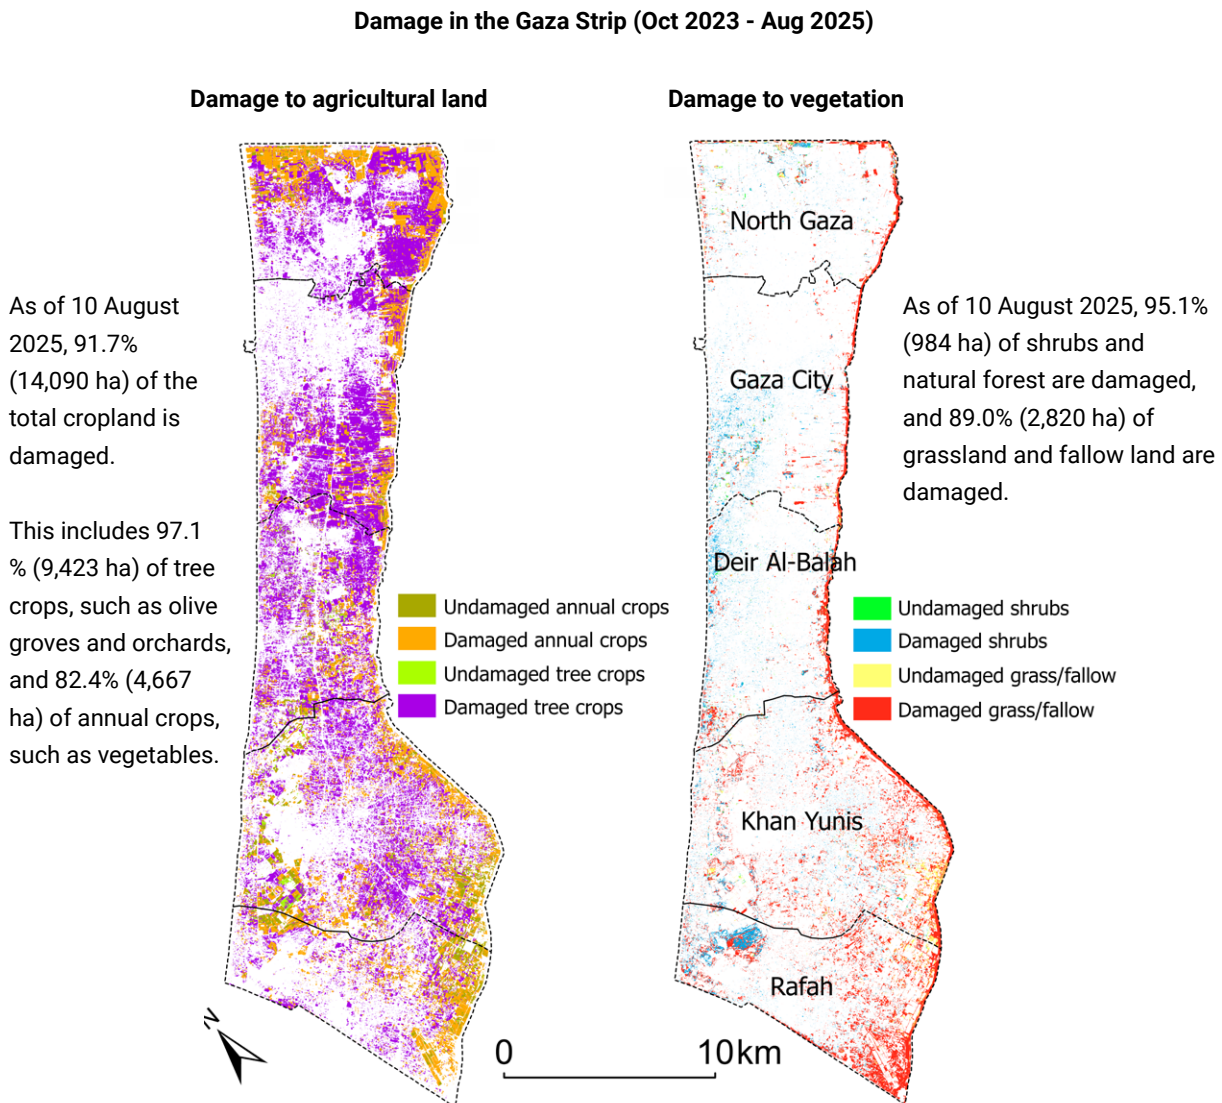 Damage in the Gaza Strip (Oct 2023 - Aug 2025)
Damage to agricultural land
As of 10 August
2025, 91.7%
(14,090 ha) of the
total cropland is
damaged.
This includes 97.1
% (9,423 ha) of tree
crops, such as olive
groves and orchards,
and 82.4% (4,667
ha) of annual crops,
such as vegetables.
Undamaged annual crops
Damaged annual crops
Undamaged tree crops
Damaged tree crops
N
0 10km
Damage to vegetation
North Gaza
Gaza City
Deir Al-Balah
Khan Yunis
Rafah
As of 10 August 2025, 95.1%
(984 ha) of shrubs and
natural forest are damaged,
and 89.0% (2,820 ha) of
grassland and fallow land are
damaged.
Undamaged shrubs
Damaged shrubs
Undamaged grass/fallow
Damaged grass/fallow